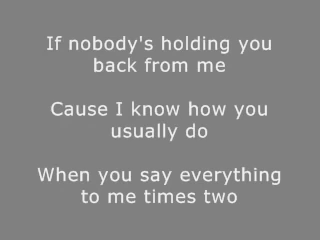 If nobody's holding you
back from me
Cause I know how you
usually do
When you say everything
to me times two